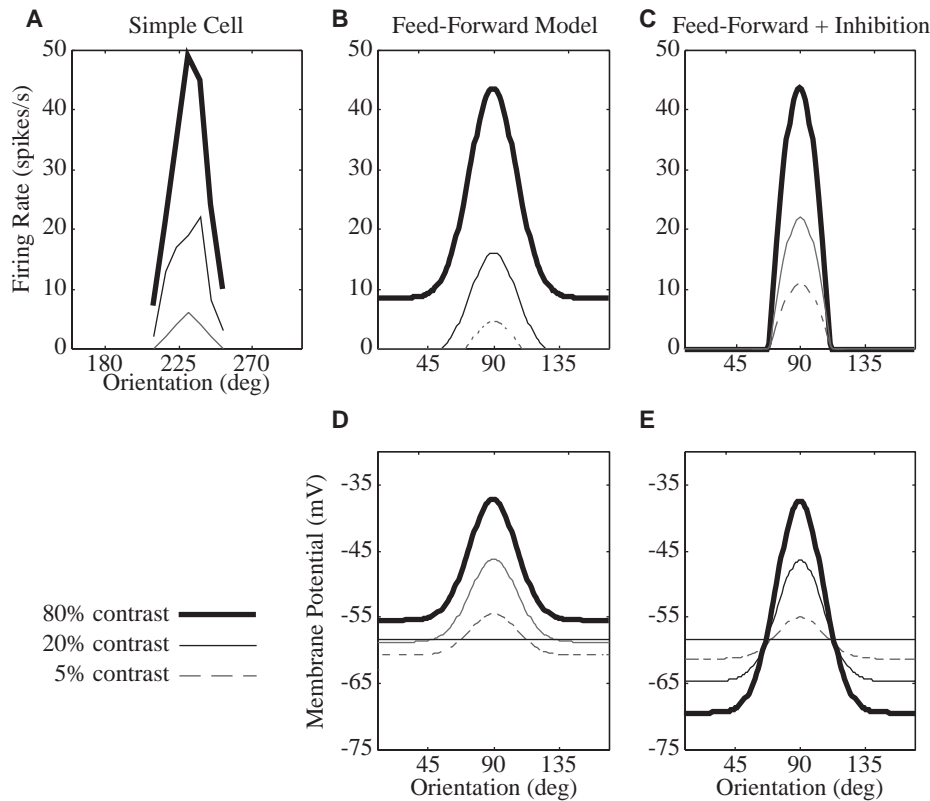 A
Simple Cell
B
Feed-Forward Model
C
Feed-Forward + Inhibition
Firing Rate (spikes/s)
50
40
30
20
10
0
180
225
270
Orientation (deg)
50
40
30
20
10
0
45
90
135
50
40
30
20
10
0
45
90
135
D
E
Membrane Potential (mV)
-35
-45
-55
-65
-75
45
90
135
Orientation (deg)
-35
-45
-55
-65
-75
45
90
135
Orientation (deg)
80% contrast
20% contrast
5% contrast